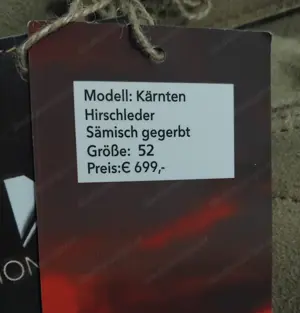 Modell: Kärnten
Hirschleder
Sämisch gegerbt
Größe: 52
Preis:€ 699,-